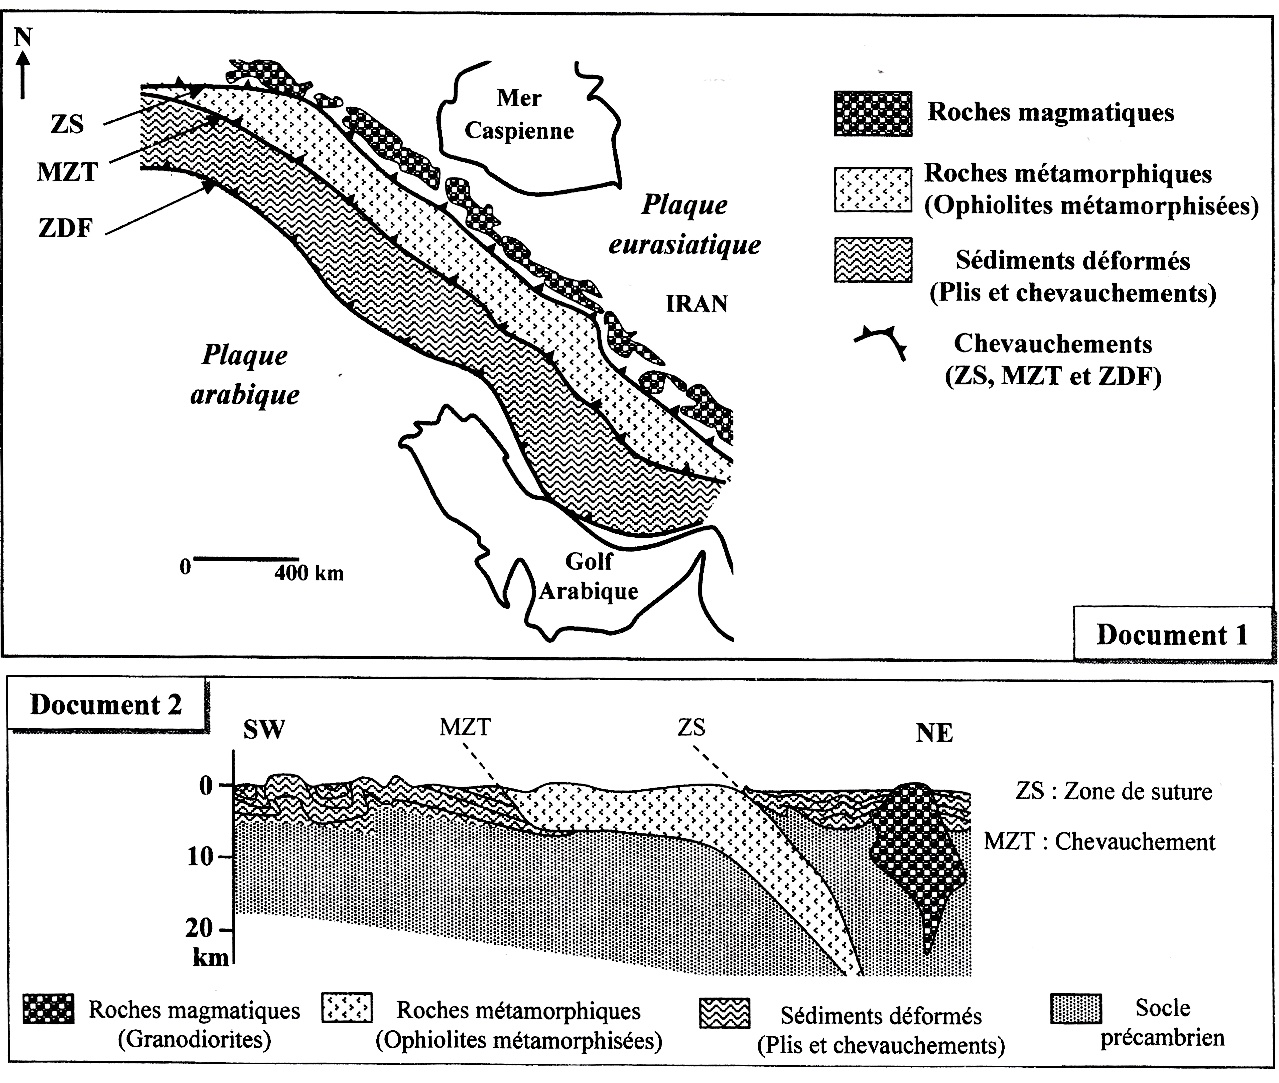 N
ZS
MZT
ZDF
Mer
Caspienne
Plaque
eurasiatique
IRAN
Plaque
arabique
0
400 km
Golf
Arabique
Roches magmatiques
Roches métamorphiques
(Ophiolites métamorphisées)
Sédiments déformés
(Plis et chevauchements)
Chevauchements
(ZS, MZT et ZDF)
Document 1
Document 2
SW
MZT
ZS
NE
0
10
20
km
ZS : Zone de suture
MZT : Chevauchement
Roches magmatiques
(Granodiorites)
Roches métamorphiques
(Ophiolites métamorphisées)
Sédiments déformés
(Plis et chevauchements)
Socle
précambrien